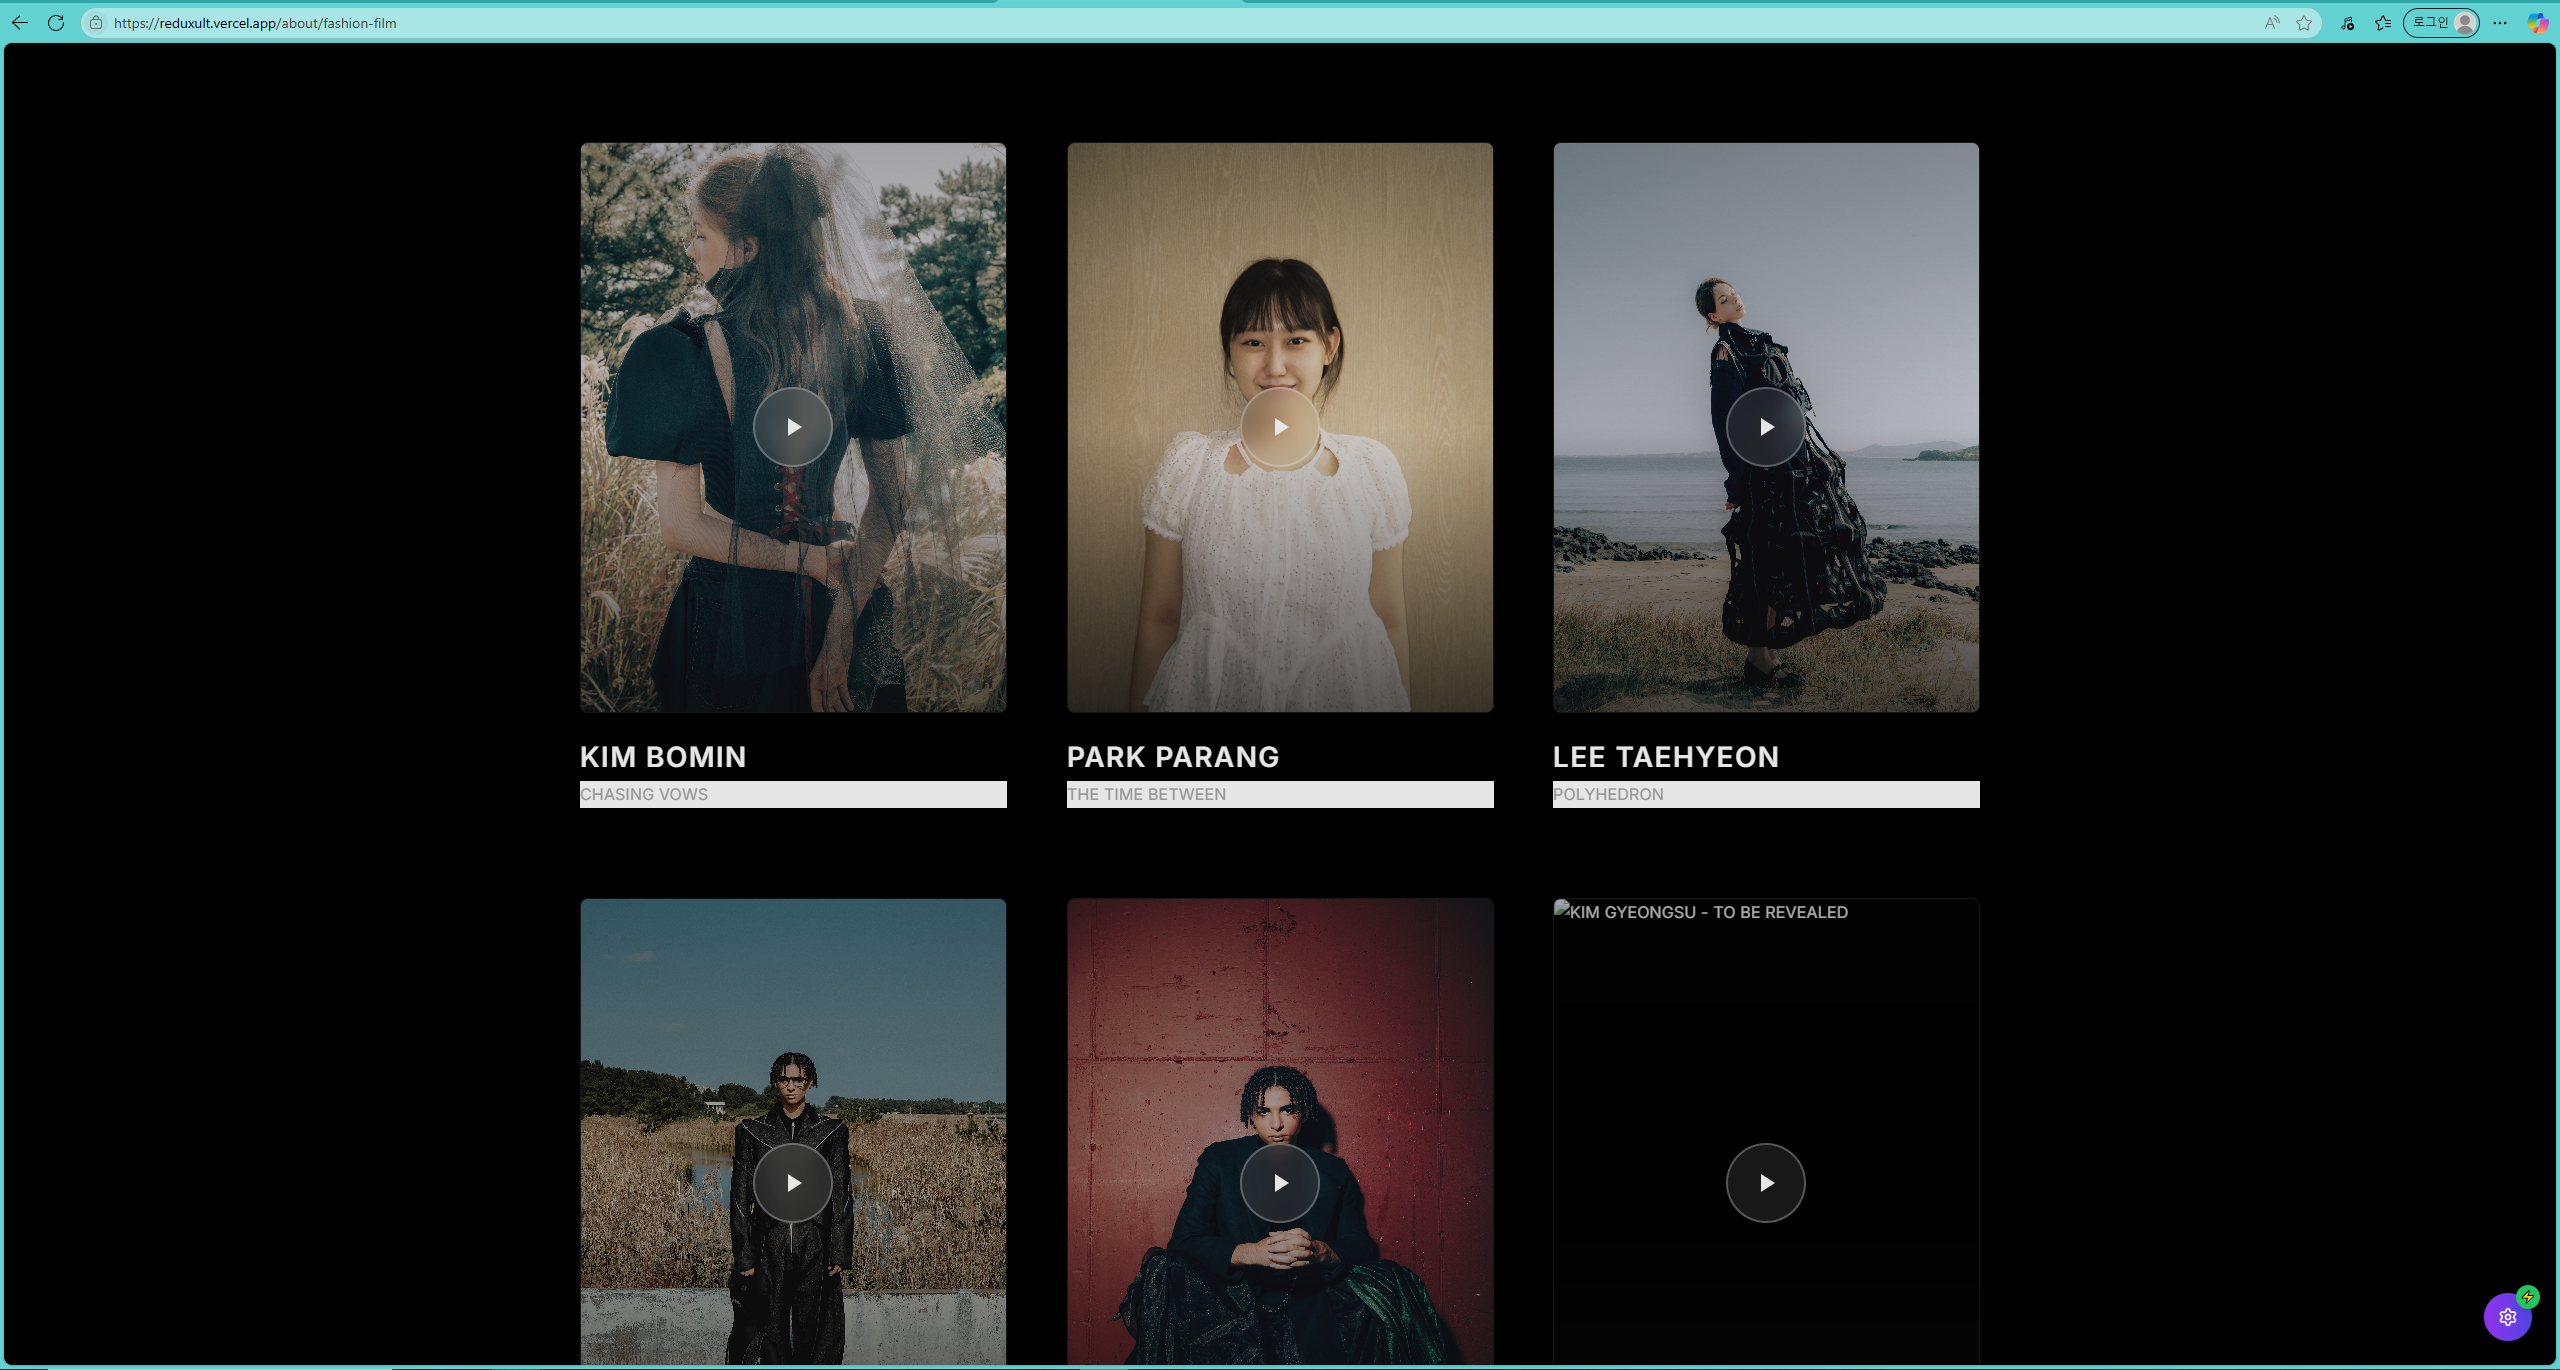 https://reduxult.vercel.app/about/fashion-film
로그인
KIM BOMIN
CHASING VOWS
PARK PARANG
THE TIME BETWEEN
LEE TAEHYEON
POLYHEDRON
KIM GYEONGSU - TO BE REVEALED